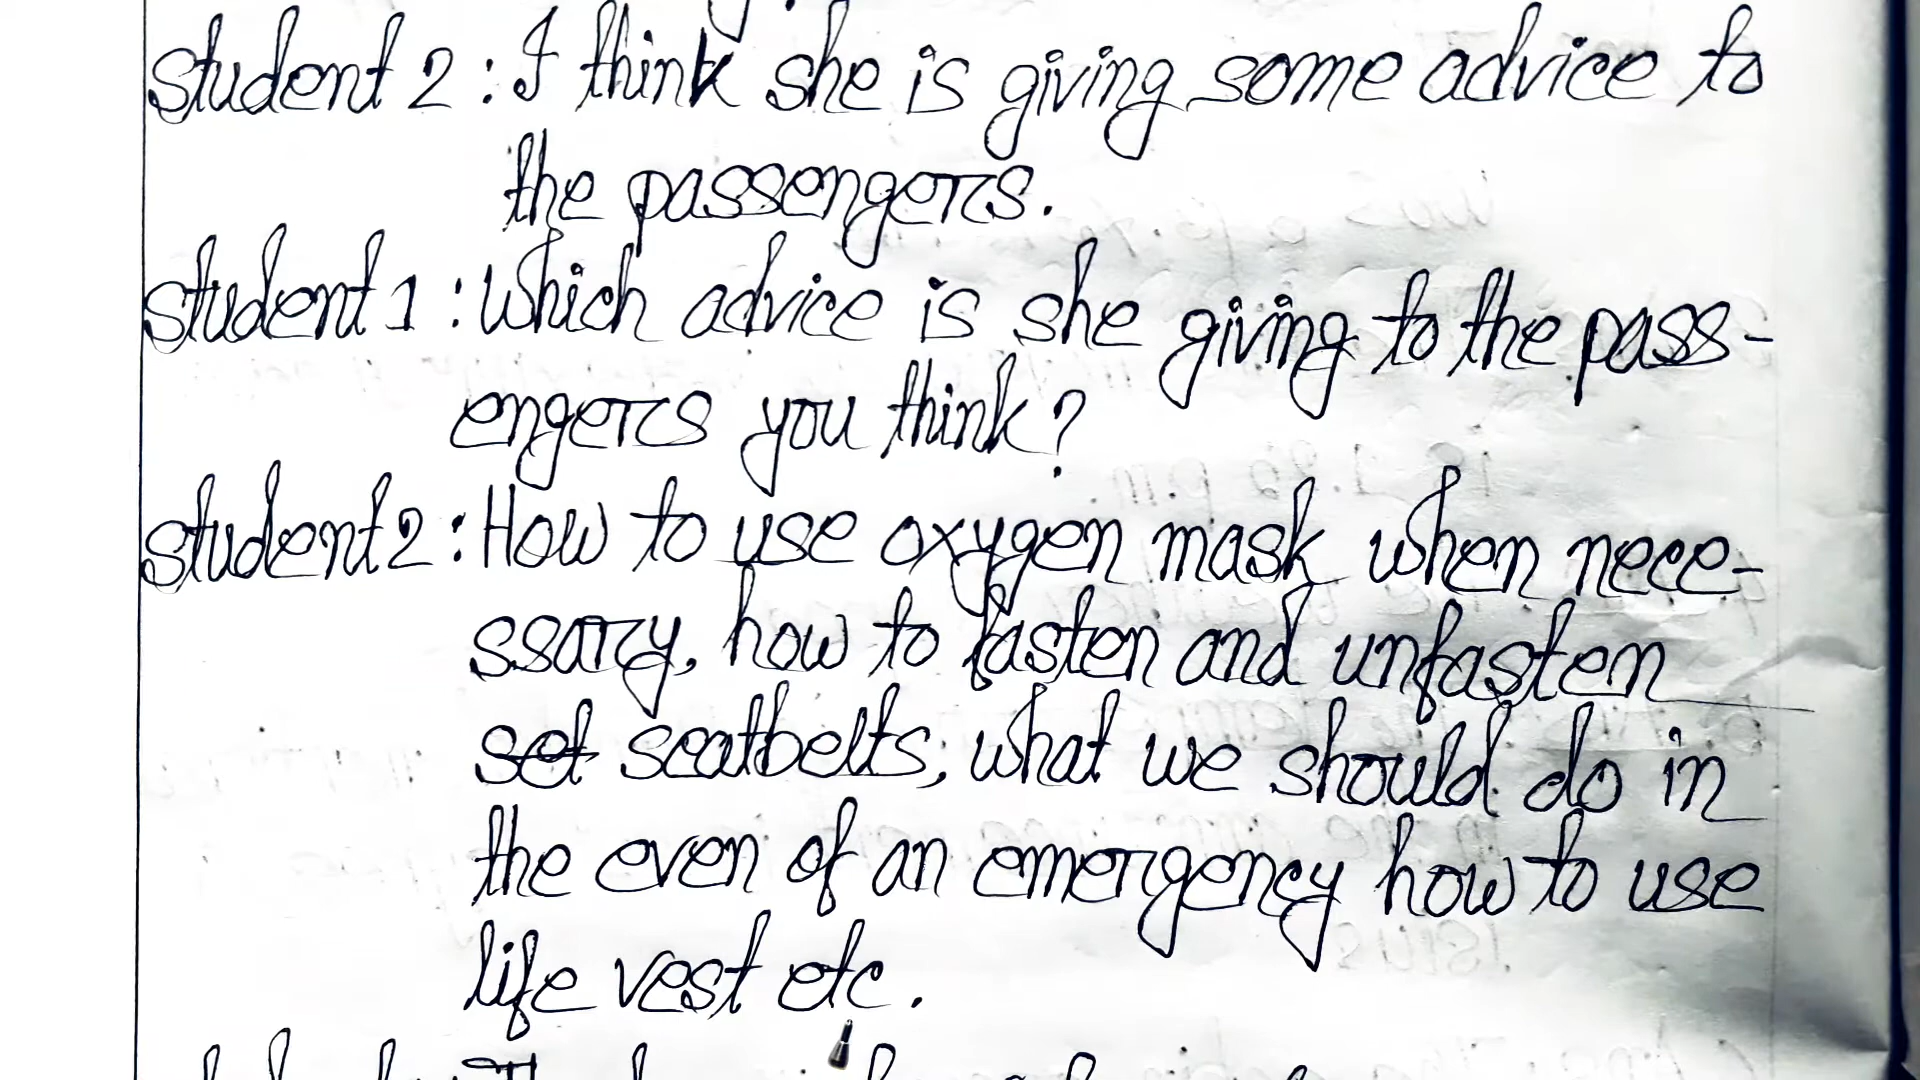 student 2 : I think she is giving some advice to
the passengers.
student 1 : Which advice is she giving to the pass-
engers you think?
student 2 : How to use oxygen mask when nece-
ssary, how to fasten and unfasten
set seatbelts, what we should do in
the even of an emergency how to use
life vest etc.